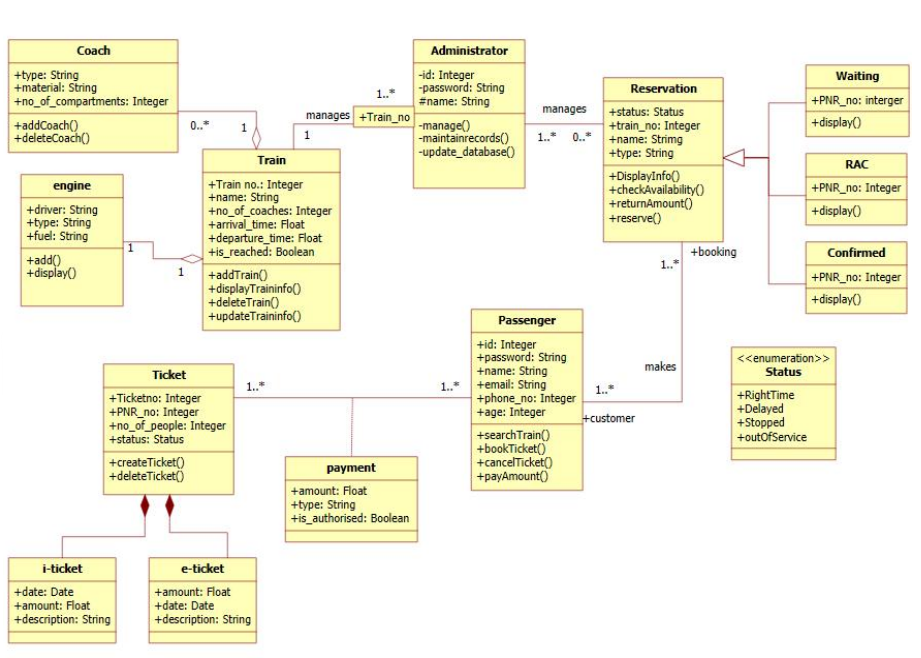 Coach
+type: String
+material: String
+no_of_compartments: Integer
+addCoach()
+deleteCoach()
0..*
1
engine
+driver: String
+type: String
+fuel: String
+add()
+display()
1
1
Train
+Train no.: Integer
+name: String
+no_of_coaches: Integer
+arrival_time: Float
+departure_time: Float
+is_reached: Boolean
+addTrain()
+displayTraininfo()
+deleteTrain()
+updateTraininfo()
manages
1
1..*
+Train_no
Administrator
-id: Integer
-password: String
#name: String
-manage()
-maintainrecords()
-update_database()
manages
1..*
0..*
Reservation
+status: Status
+train_no: Integer
+name: Strimg
+type: String
+DisplayInfo()
+checkAvailability()
+returnAmount()
+reserve()
Waiting
+PNR_no: interger
+display()
RAC
+PNR_no: Integer
+display()
Confirmed
+PNR_no: Integer
+display()
+booking
1..*
makes
1..*
+customer
Passenger
+id: Integer
+password: String
+name: String
+email: String
+phone_no: Integer
+age: Integer
+searchTrain()
+bookTicket()
+cancelTicket()
+payAmount()
<<enumeration>>
Status
+RightTime
+Delayed
+Stopped
+outOfService
Ticket
+Ticketno: Integer
+PNR_no: Integer
+no_of_people: Integer
+status: Status
+createTicket()
+deleteTicket()
1..*
1..*
payment
+amount: Float
+type: String
+is_authorised: Boolean
i-ticket
+date: Date
+amount: Float
+description: String
e-ticket
+amount: Float
+date: Date
+description: String